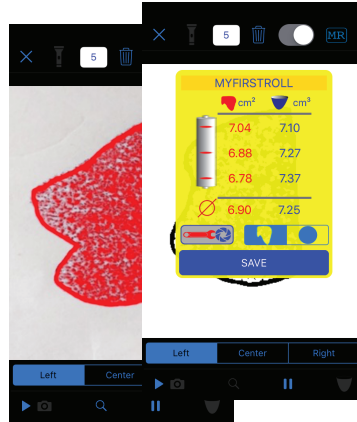 5
Left Center
5 MR
MYFIRSTROLL
cm² cm³
7.04 7.10
6.88 7.27
6.78 7.37
Ø 6.90 7.25
SAVE
Left Center Right